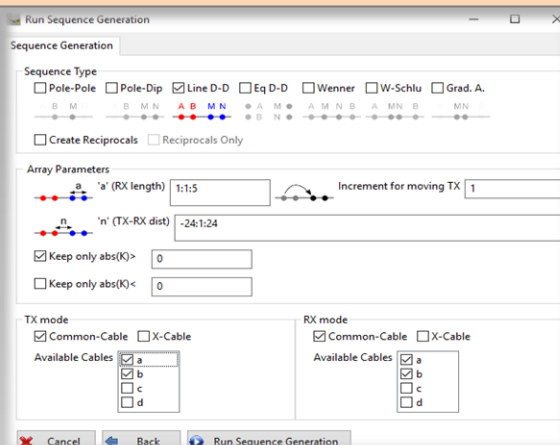 Run Sequence Generation
Sequence Generation
Sequence Type
Pole-Pole Pole-Dip Line D-D Eq D-D Wenner W-Schlu Grad. A.
B M B M N A B M N A M A M N B A MN B MN
B N
Create Reciprocals Reciprocals Only
Array Parameters
a 'a' (RX length) 1:1:5 Increment for moving TX 1
n 'n' (TX-RX dist) -24:1:24
Keep only abs(K)> 0
Keep only abs(K)< 0
TX mode RX mode
Common-Cable X-Cable Common-Cable X-Cable
Available Cables a Available Cables a
b b
c c
d d
Cancel Back Run Sequence Generation